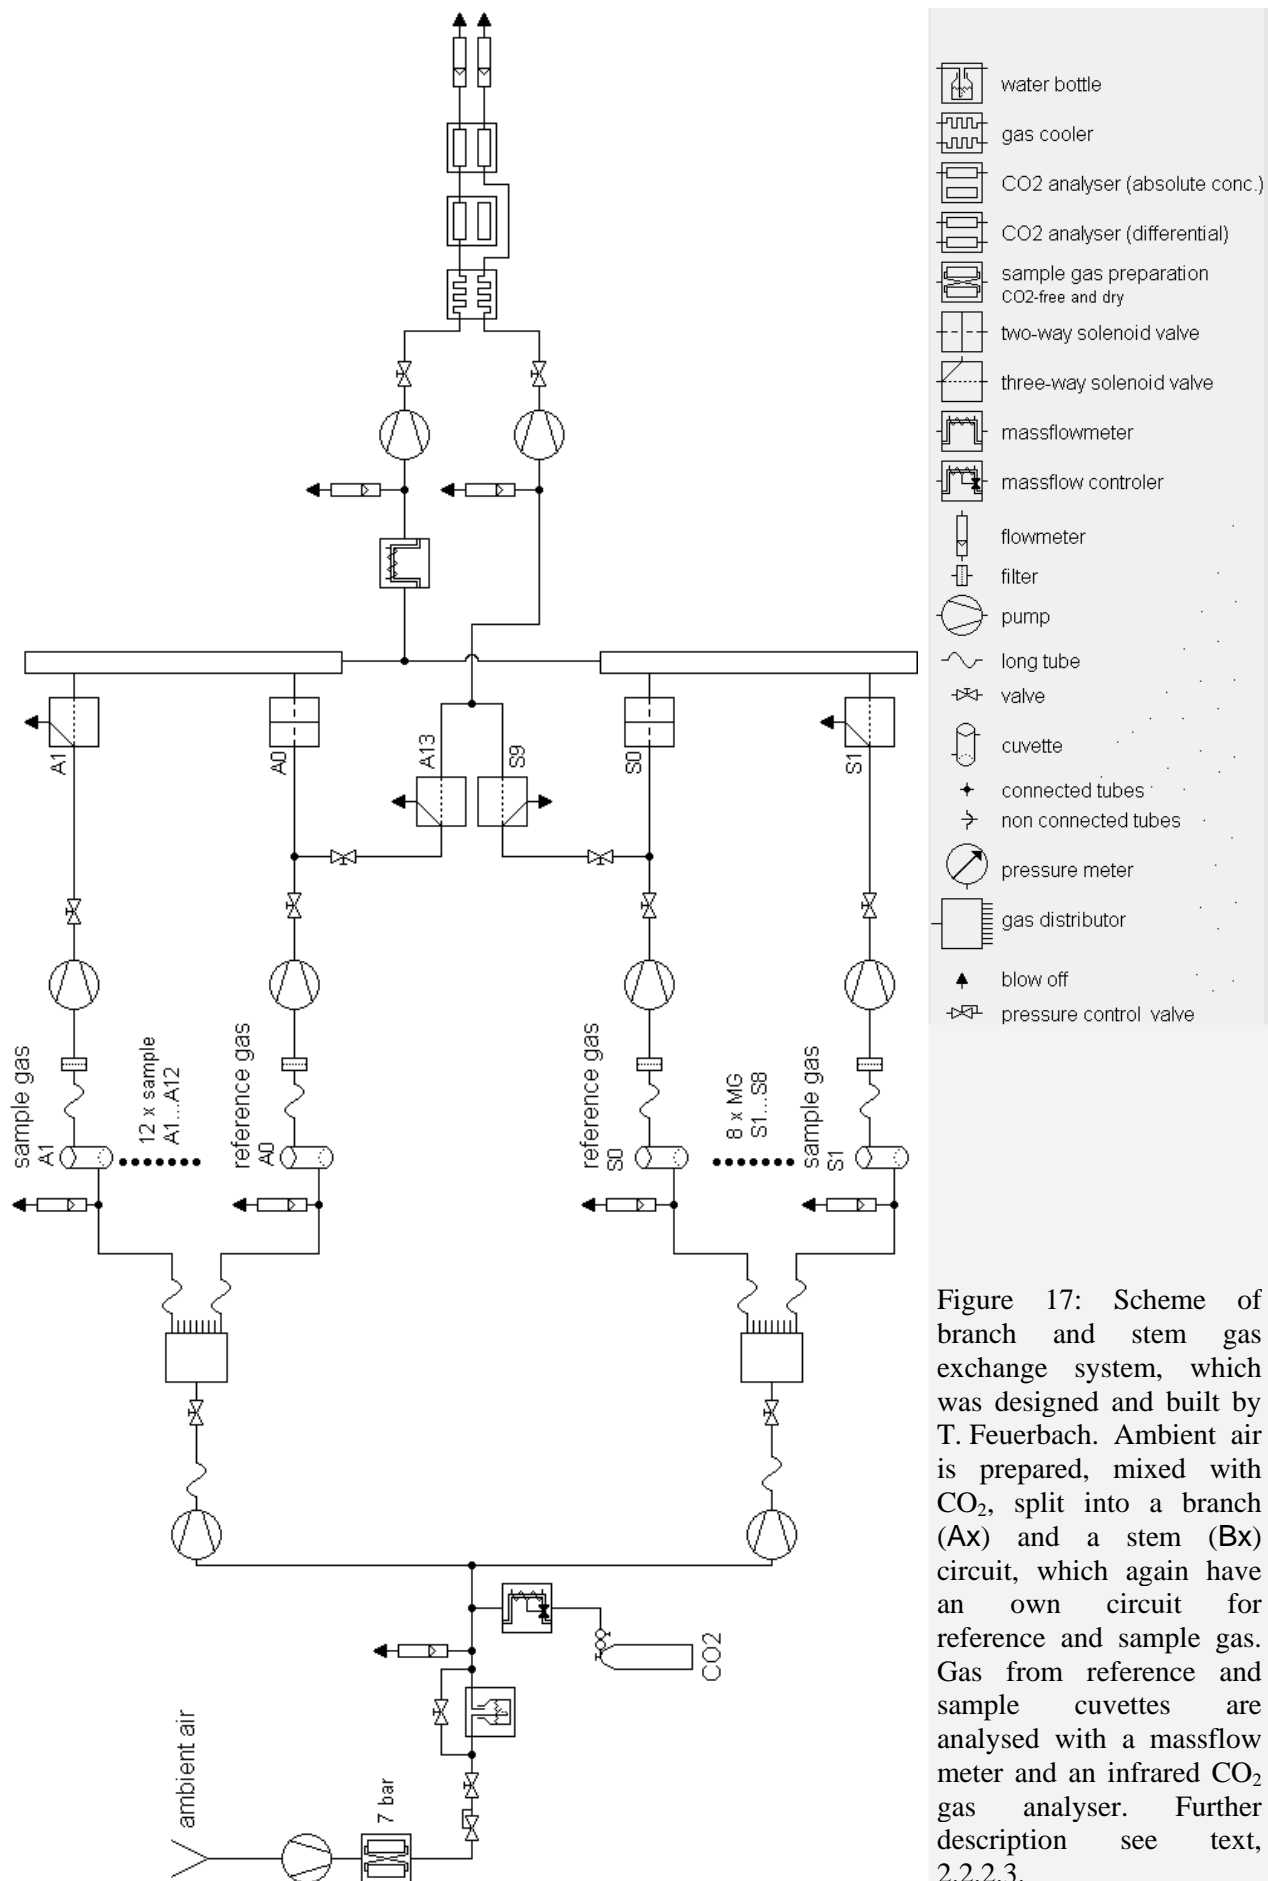 water bottle
gas cooler
CO2 analyser (absolute conc.)
CO2 analyser (differential)
sample gas preparation
CO2-free and dry
two-way solenoid valve
three-way solenoid valve
massflowmeter
massflow controler
flowmeter
filter
pump
long tube
valve
cuvette
connected tubes
non connected tubes
pressure meter
gas distributor
blow off
pressure control valve
A1
A0
A13
S9
S0
S1
sample gas
A1
12 x sample
A1...A12
reference gas
A0
reference gas
S0
8 x MG
S1...S8
sample gas
S1
CO2
ambient air
7 bar
Figure 17: Scheme of
branch and stem gas
exchange system, which
was designed and built by
T. Feuerbach. Ambient air
is prepared, mixed with
CO₂, split into a branch
(Ax) and a stem (Bx)
circuit, which again have
an own circuit for
reference and sample gas.
Gas from reference and
sample cuvettes are
analysed with a massflow
meter and an infrared CO₂
gas analyser. Further
description see text,
2.2.2.3.